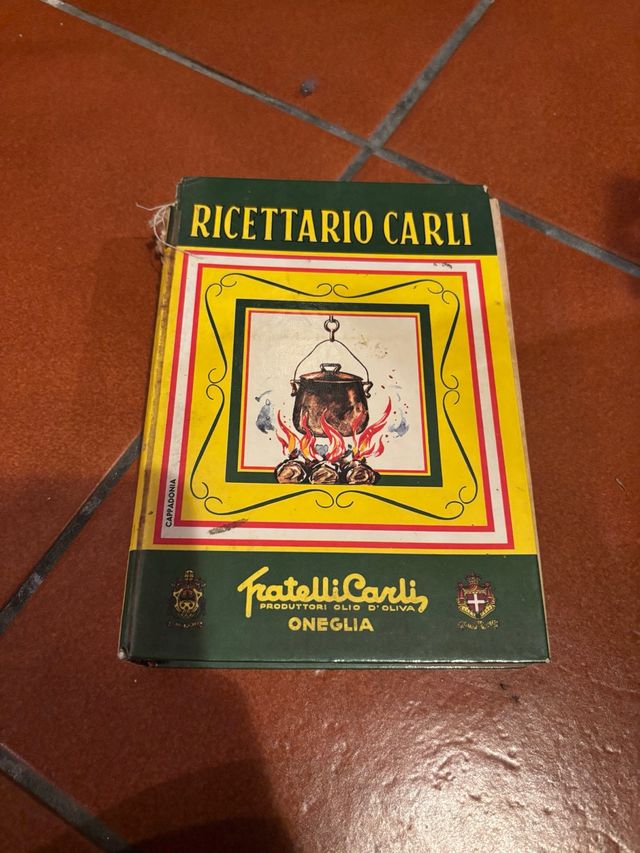 RICETTARIO CARLI
CAPPADONIA
Fratelli Carli
PRODUTTORI OLIO D'OLIVA
ONEGLIA